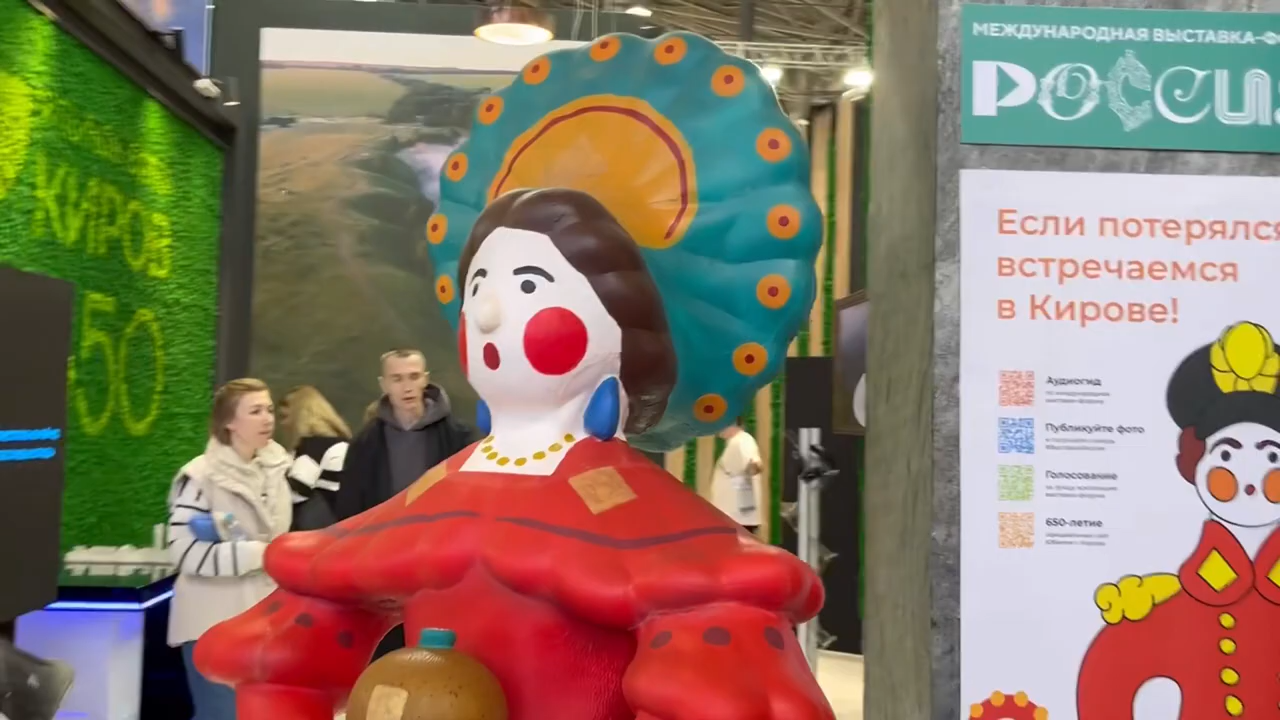 КИРОВ
650
МЕЖДУНАРОДНАЯ ВЫСТАВКА-Ф
РОССИЯ
Если потерялся
встречаемся
в Кирове!
Аудиогид
Публикуйте фото
Голосование
650-летие